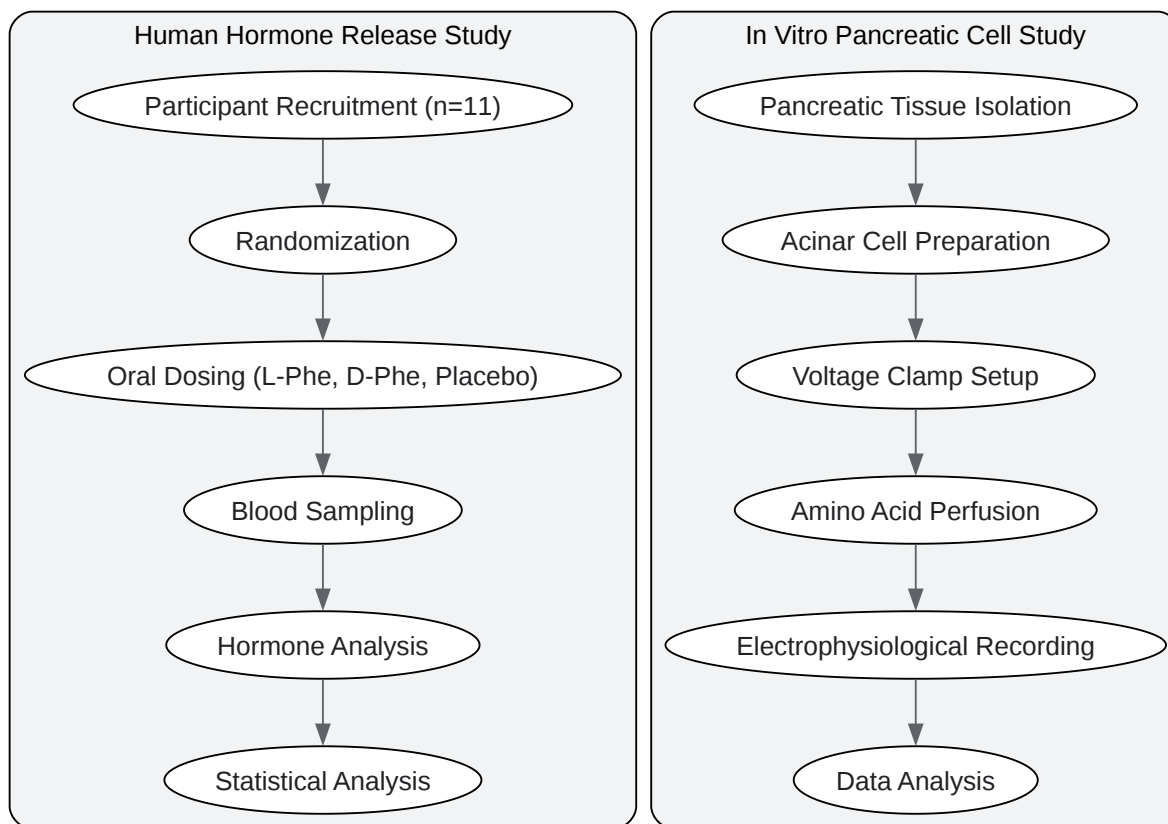 Human Hormone Release Study
Participant Recruitment (n=11)
Randomization
Oral Dosing (L-Phe, D-Phe, Placebo)
Blood Sampling
Hormone Analysis
Statistical Analysis
In Vitro Pancreatic Cell Study
Pancreatic Tissue Isolation
Acinar Cell Preparation
Voltage Clamp Setup
Amino Acid Perfusion
Electrophysiological Recording
Data Analysis